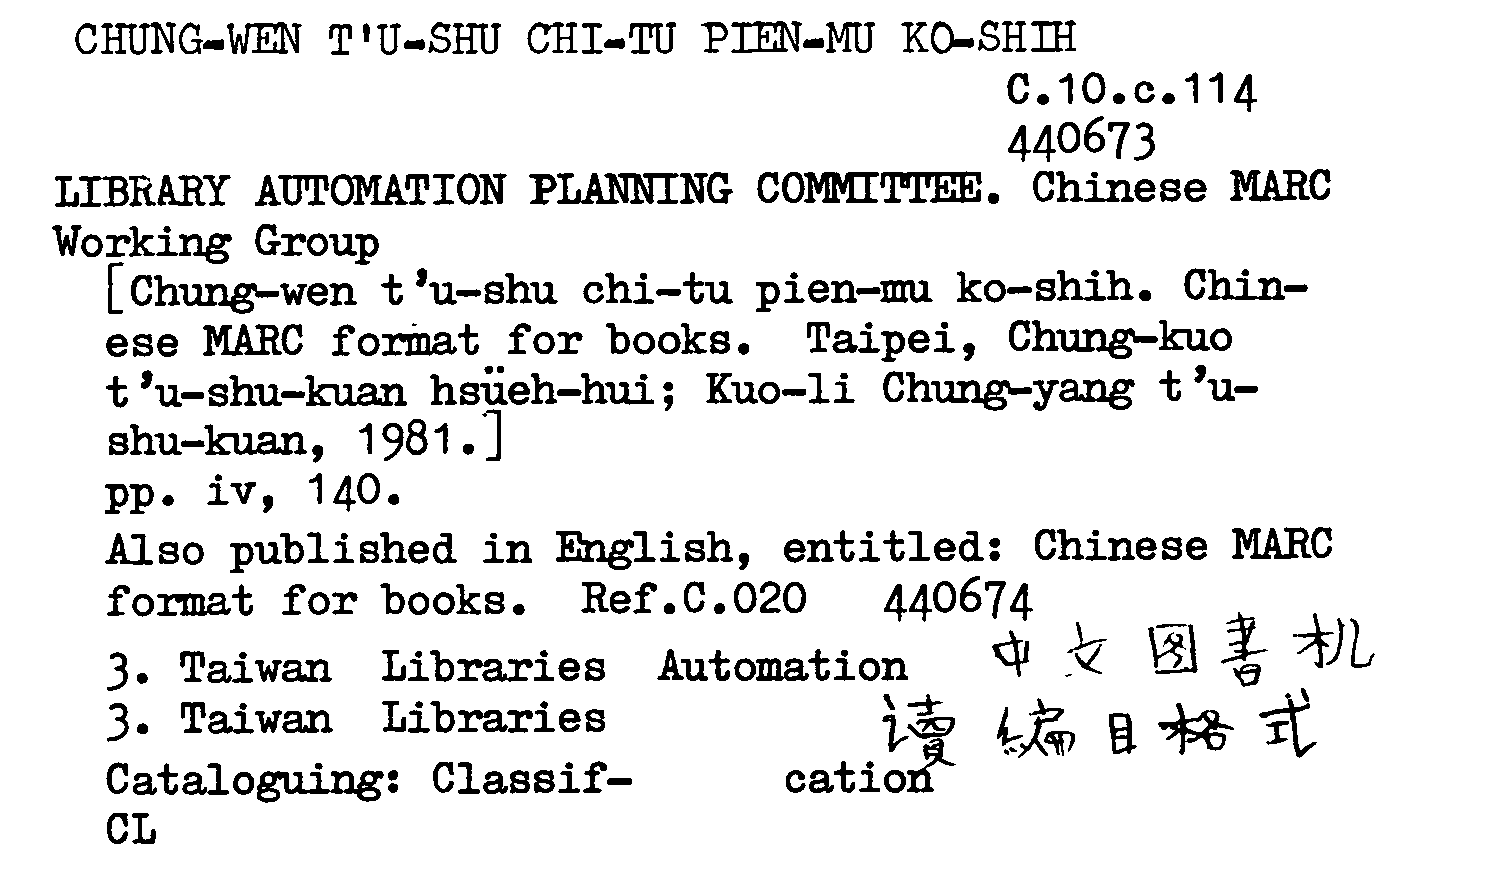 CHUNG-WEN T'U-SHU CHI-TU PIEN-MU KO-SHIH
C.10.c.114
440673
LIBRARY AUTOMATION PLANNING COMMITTEE. Chinese MARC
Working Group
[Chung-wen t'u-shu chi-tu pien-mu ko-shih. Chin-
ese MARC format for books. Taipei, Chung-kuo
t'u-shu-kuan hsüeh-hui; Kuo-li Chung-yang t'u-
shu-kuan, 1981.]
pp. iv, 140.
Also published in English, entitled: Chinese MARC
format for books. Ref.C.020 440674
3. Taiwan Libraries Automation
中文图書机
3. Taiwan Libraries
讀編目格式
Cataloguing: Classif- cation
CL